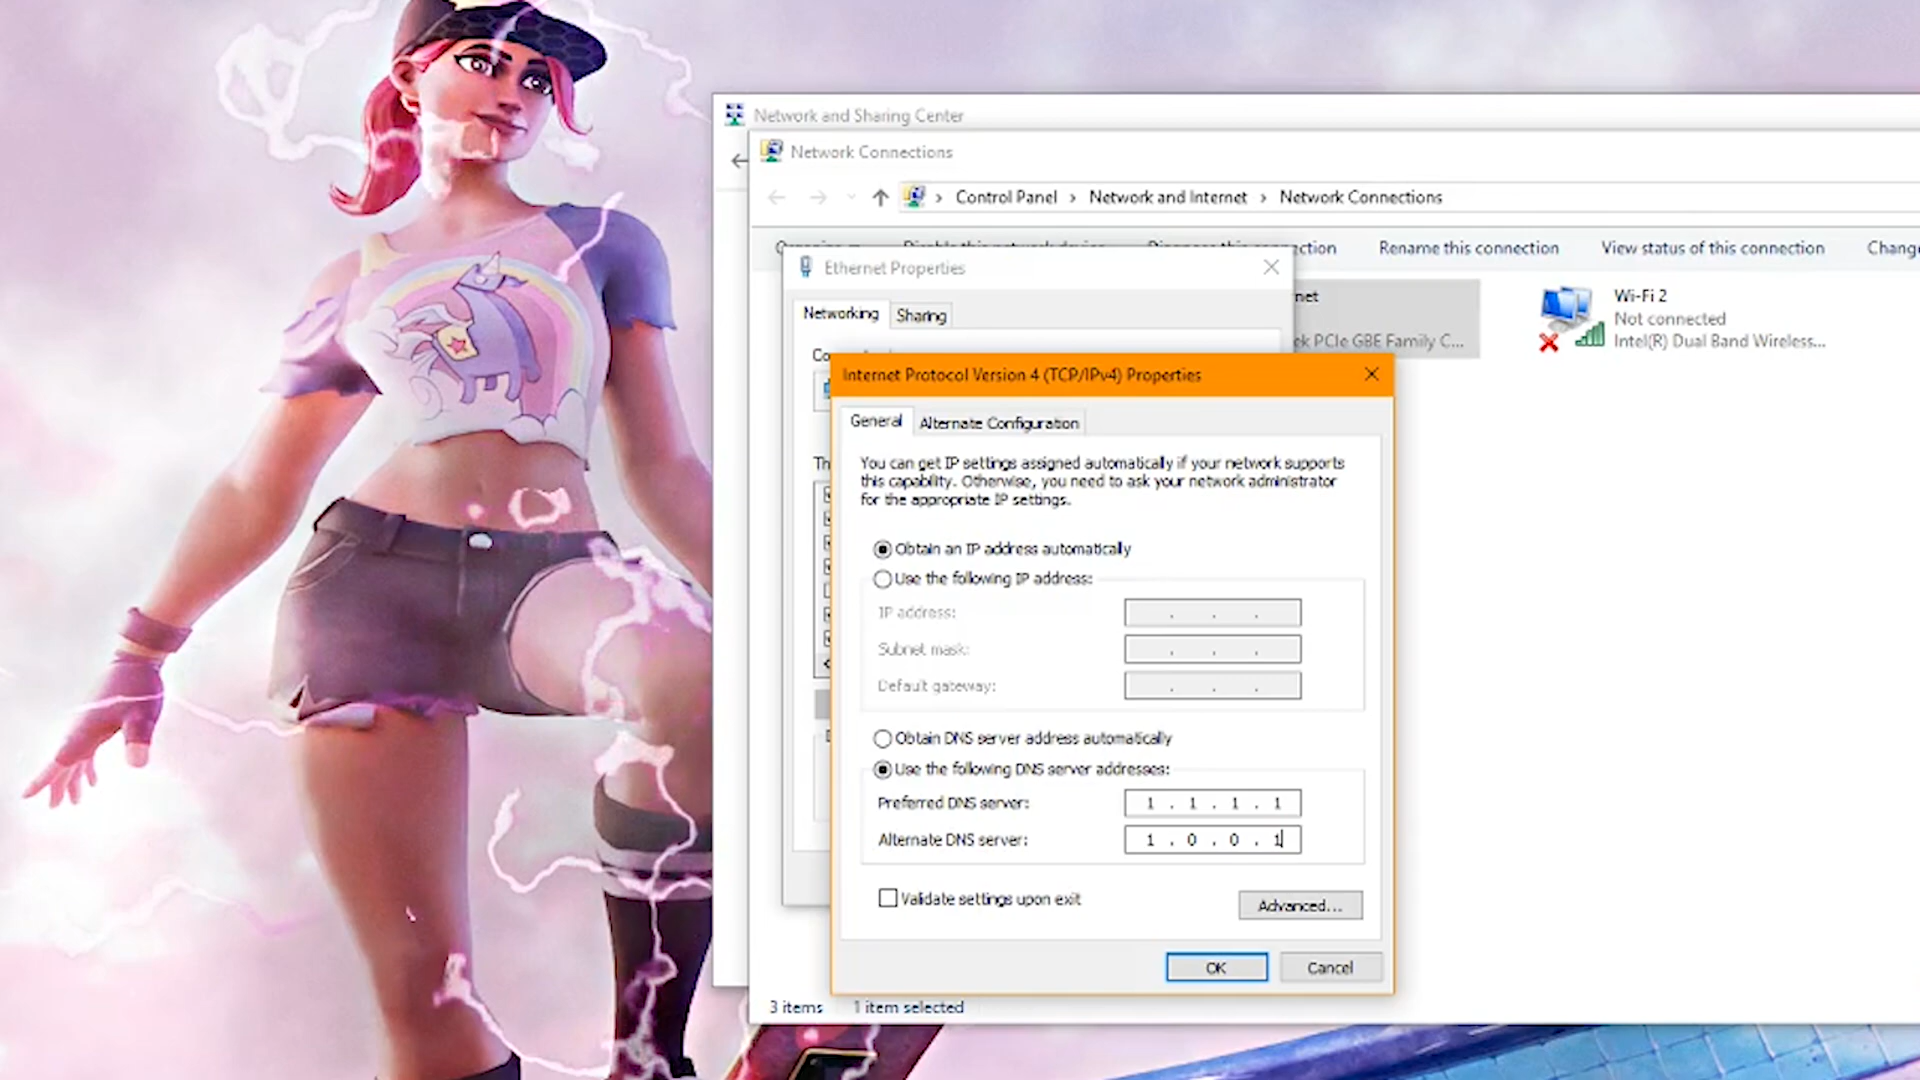 Network and Sharing Center
Network Connections
Control Panel > Network and Internet > Network Connections
Rename this connection
View status of this connection
Ethernet Properties
Networking
Sharing
Wi-Fi 2
Not connected
Intel(R) Dual Band Wireless...
PCIe GBE Family C...
Internet Protocol Version 4 (TCP/IPv4) Properties
General
Alternate Configuration
You can get IP settings assigned automatically if your network supports
this capability. Otherwise, you need to ask your network administrator
for the appropriate IP settings.
Obtain an IP address automatically
Use the following IP address:
IP address:
Subnet mask:
Default gateway:
Obtain DNS server address automatically
Use the following DNS server addresses:
Preferred DNS server: 1 . 1 . 1 . 1
Alternate DNS server: 1 . 0 . 0 . 1
Validate settings upon exit
Advanced...
OK
Cancel
3 items
1 item selected